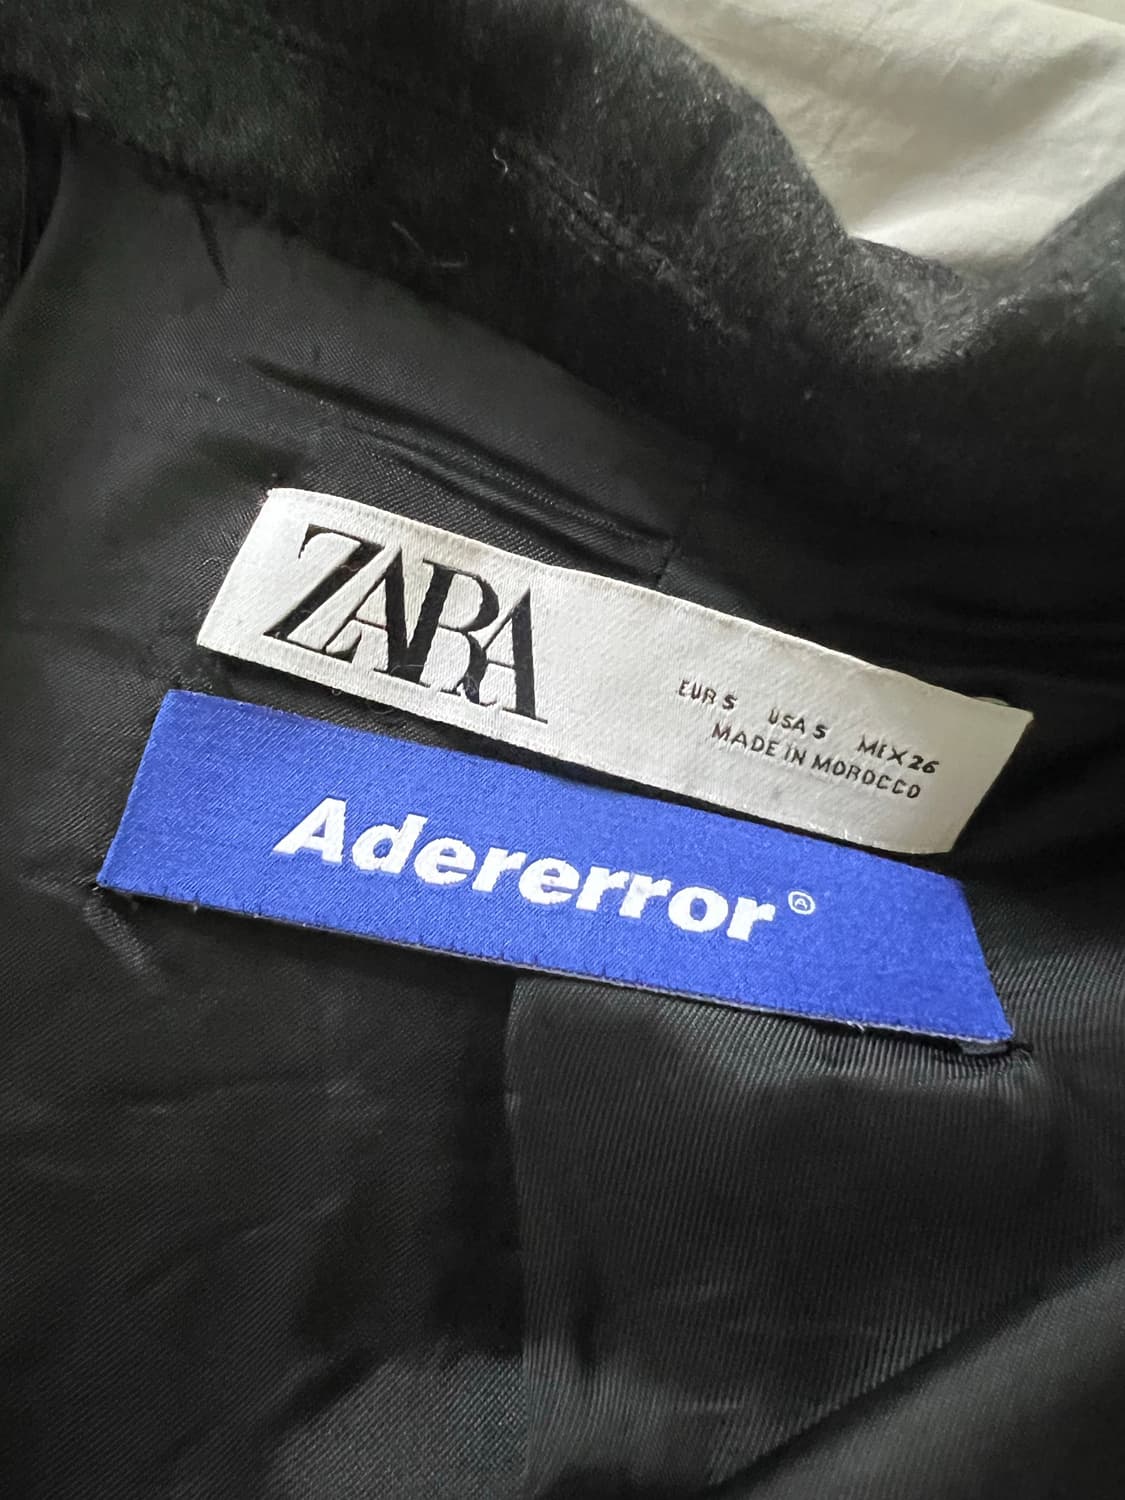 ZARA
EUR S USA S MEX 26
MADE IN MOROCCO
Adererror Ⓐ